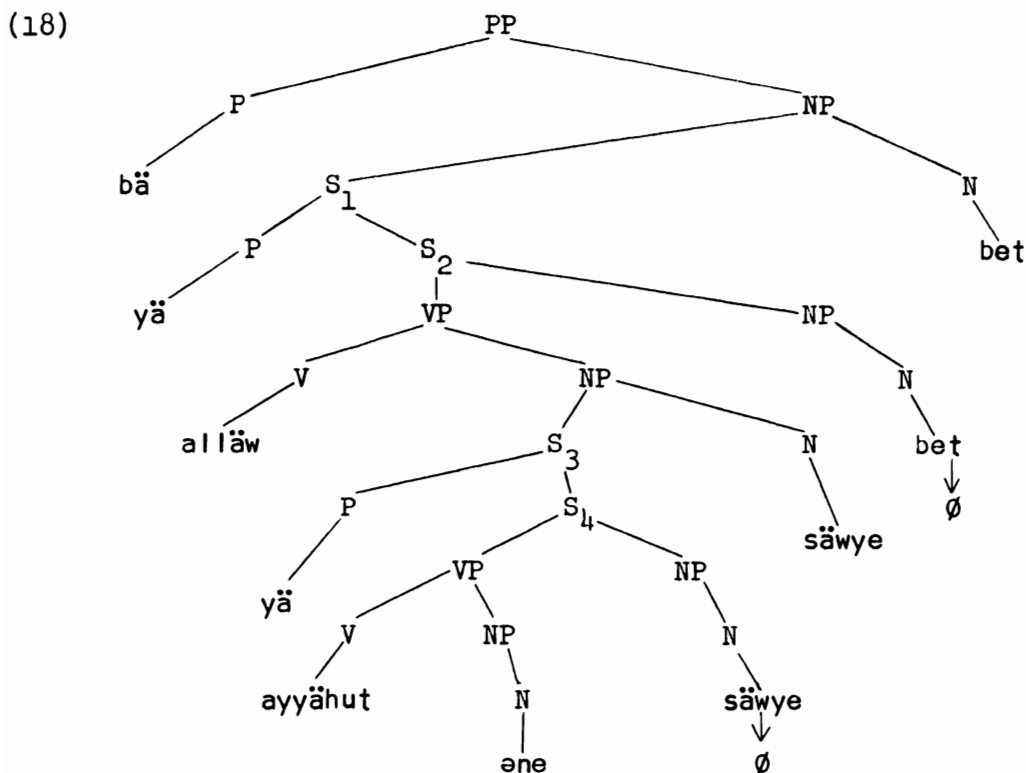 (18)
PP
P NP
bä S₁ N
P S₂ bet
yä VP NP
V NP N
alläw S₃ N bet
P S₄ säwye Ø
yä VP NP
V NP N
ayyähut N säwye
əne Ø